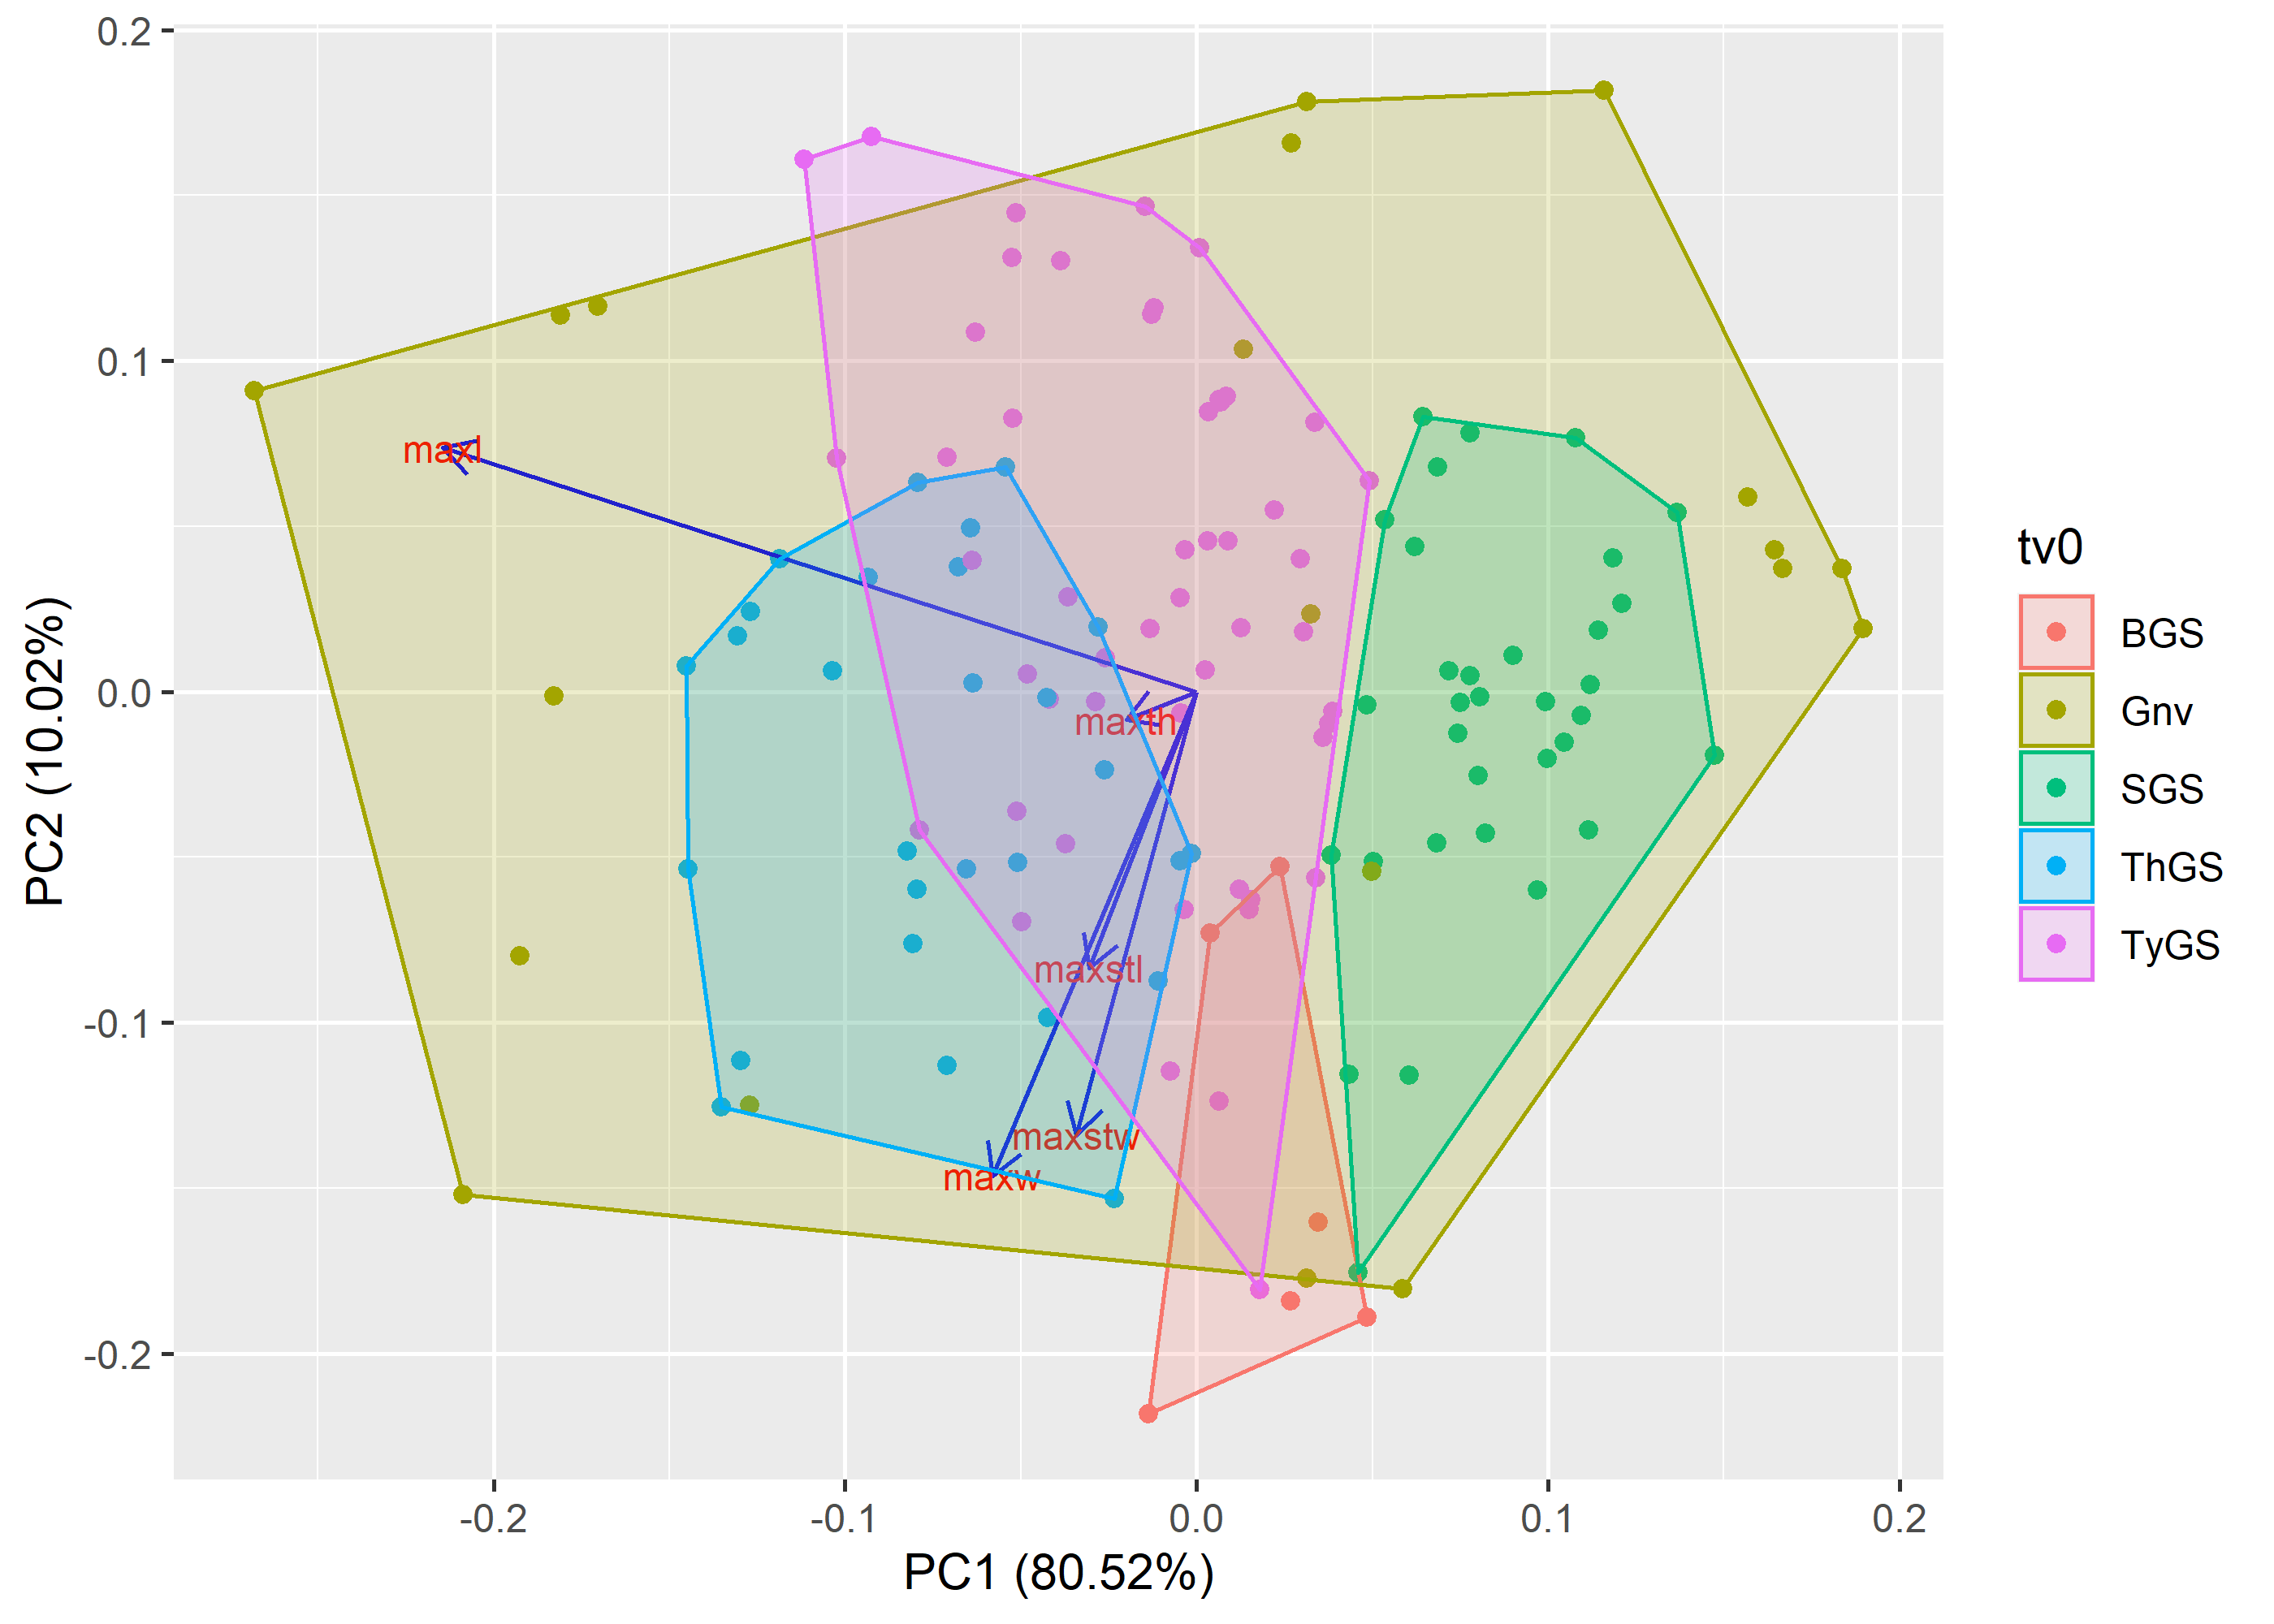 0.2
0.1
0.0
-0.1
-0.2
PC2 (10.02%)
maxl
maxth
maxstl
maxstw
maxw
-0.2
-0.1
0.0
0.1
0.2
PC1 (80.52%)
tv0
BGS
Gnv
SGS
ThGS
TyGS